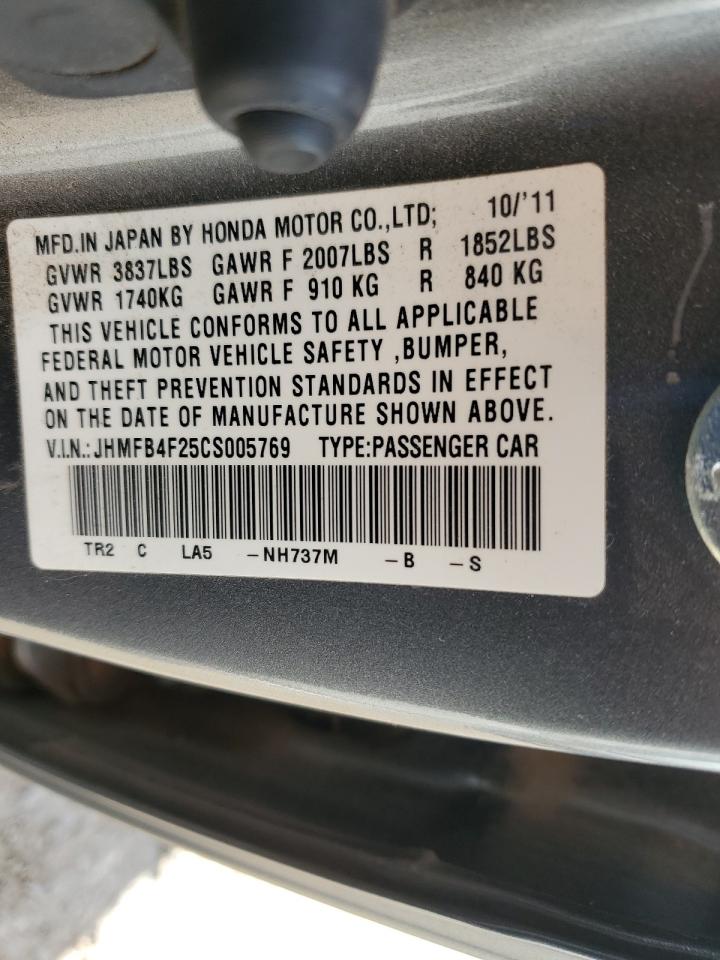 MFD.IN JAPAN BY HONDA MOTOR CO.,LTD; 10/'11
GVWR 3837LBS GAWR F 2007LBS R 1852LBS
GVWR 1740KG GAWR F 910 KG R 840 KG
THIS VEHICLE CONFORMS TO ALL APPLICABLE
FEDERAL MOTOR VEHICLE SAFETY ,BUMPER,
AND THEFT PREVENTION STANDARDS IN EFFECT
ON THE DATE OF MANUFACTURE SHOWN ABOVE.
V.I.N.: JHMFB4F25CS005769 TYPE:PASSENGER CAR
TR2 C LA5 -NH737M -B -S